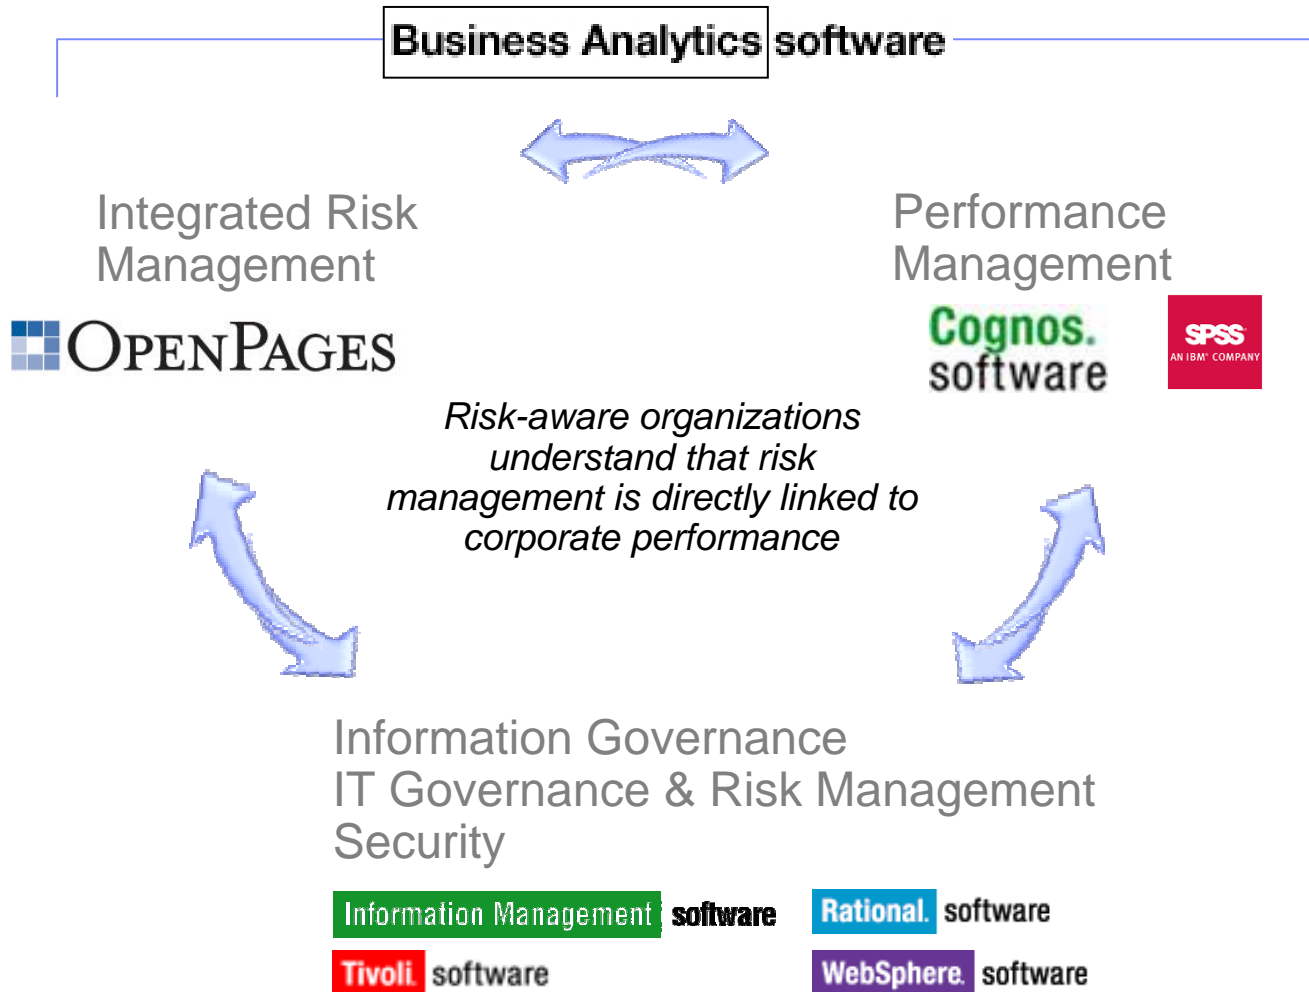 Business Analytics software
Integrated Risk
Management
OPENPAGES
Performance
Management
Cognos.
software
SPSS
AN IBM® COMPANY
Risk-aware organizations
understand that risk
management is directly linked to
corporate performance
Information Governance
IT Governance & Risk Management
Security
Information Management software
Rational. software
Tivoli. software
WebSphere. software